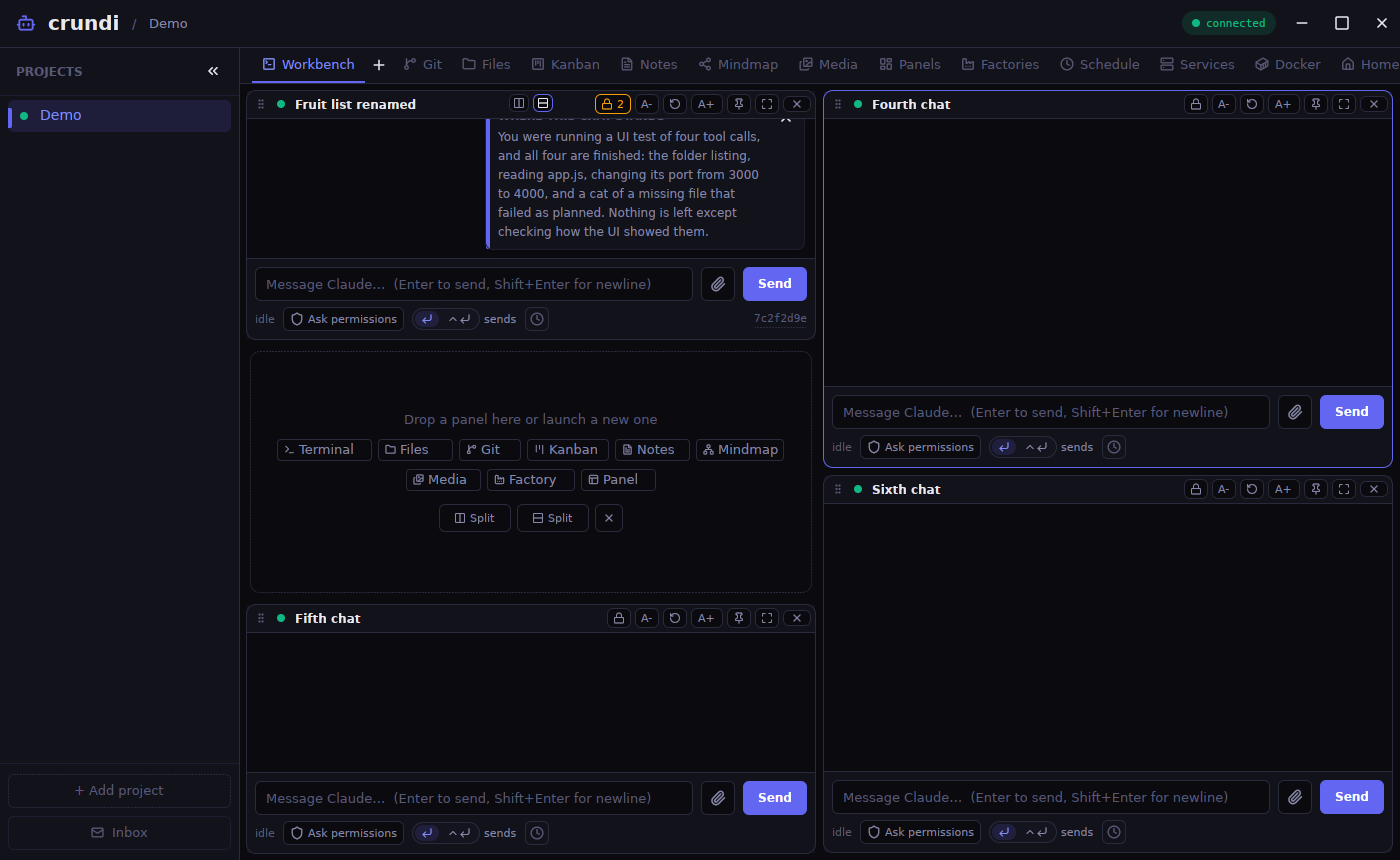 crundi / Demo
connected
PROJECTS
Demo
+ Add project
Inbox
Workbench
Git
Files
Kanban
Notes
Mindmap
Media
Panels
Factories
Schedule
Services
Docker
Home
Fruit list renamed
2
A-
A+
You were running a UI test of four tool calls,
and all four are finished: the folder listing,
reading app.js, changing its port from 3000
to 4000, and a cat of a missing file that
failed as planned. Nothing is left except
checking how the UI showed them.
Message Claude… (Enter to send, Shift+Enter for newline)
Send
idle
Ask permissions
sends
7c2f2d9e
Drop a panel here or launch a new one
Terminal
Files
Git
Kanban
Notes
Mindmap
Media
Factory
Panel
Split
Split
Fifth chat
A-
A+
Message Claude… (Enter to send, Shift+Enter for newline)
Send
idle
Ask permissions
sends
Fourth chat
A-
A+
Message Claude… (Enter to send, Shift+Enter for newline)
Send
idle
Ask permissions
sends
Sixth chat
A-
A+
Message Claude… (Enter to send, Shift+Enter for newline)
Send
idle
Ask permissions
sends